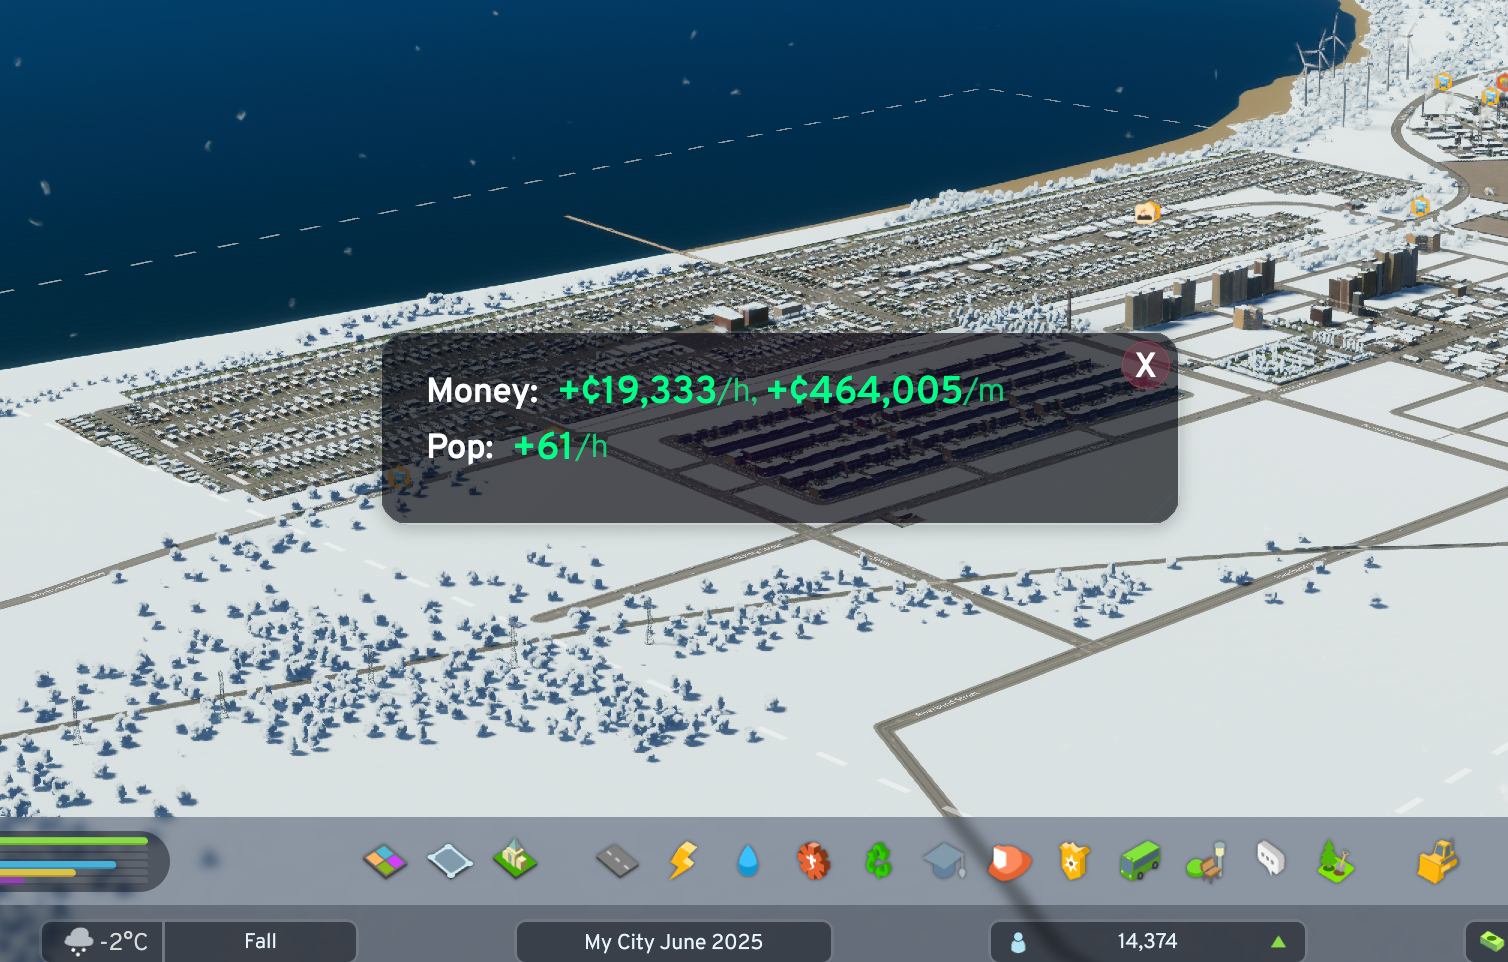 Money: +¢19,333/h, +¢464,005/m
Pop: +61/h
X
-2°C
Fall
My City June 2025
14,374